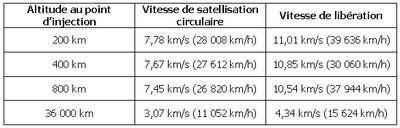 Altitude au point d'injection | Vitesse de satellisation circulaire | Vitesse de libération
200 km | 7,78 km/s (28 008 km/h) | 11,01 km/s (39 636 km/h)
400 km | 7,67 km/s (27 612 km/h) | 10,85 km/s (30 060 km/h)
800 km | 7,45 km/s (26 820 km/h) | 10,54 km/s (37 944 km/h)
36 000 km | 3,07 km/s (11 052 km/h) | 4,34 km/s (15 624 km/h)